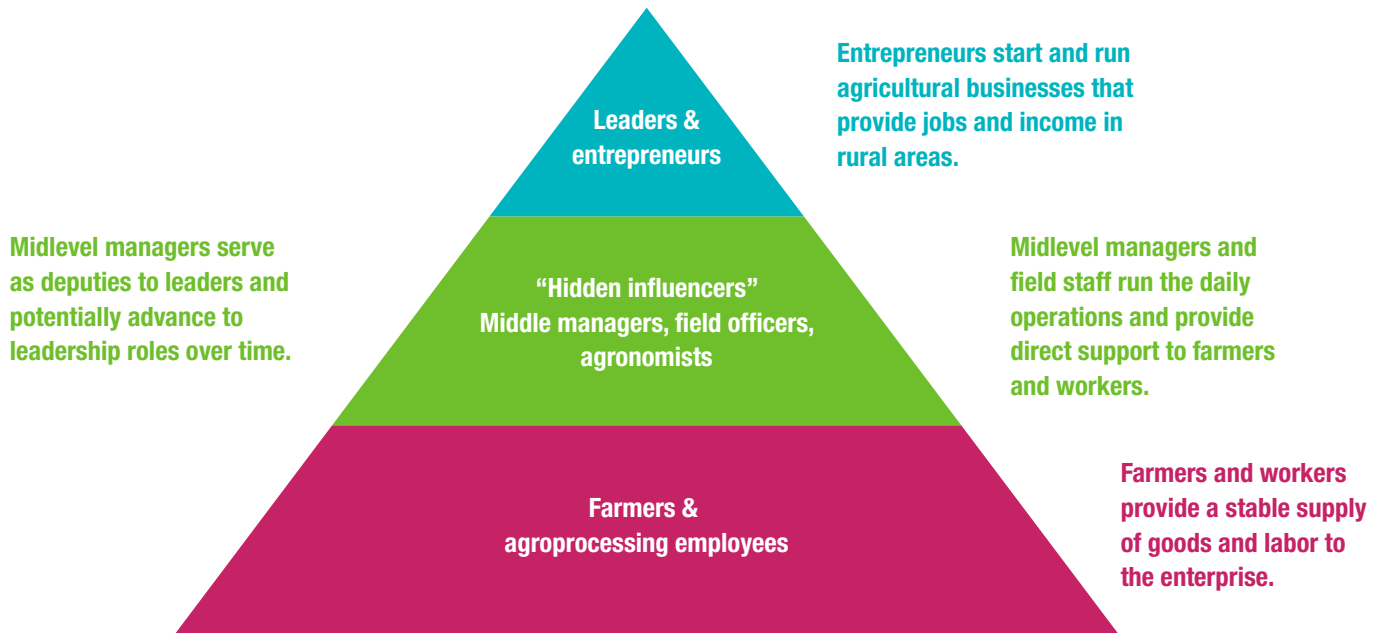 Entrepreneurs start and run
agricultural businesses that
provide jobs and income in
rural areas.
Leaders &
entrepreneurs
Midlevel managers serve
as deputies to leaders and
potentially advance to
leadership roles over time.
“Hidden influencers”
Middle managers, field officers,
agronomists
Midlevel managers and
field staff run the daily
operations and provide
direct support to farmers
and workers.
Farmers &
agroprocessing employees
Farmers and workers
provide a stable supply
of goods and labor to
the enterprise.